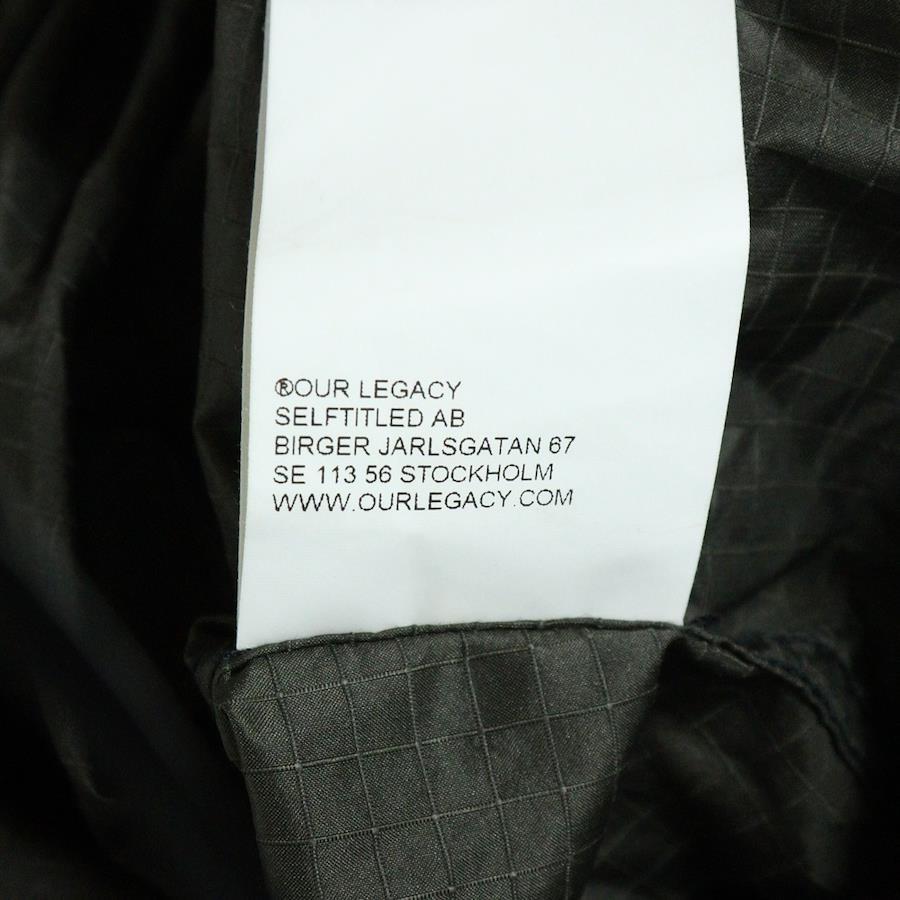 ®OUR LEGACY
SELFTITLED AB
BIRGER JARLSGATAN 67
SE 113 56 STOCKHOLM
WWW.OURLEGACY.COM